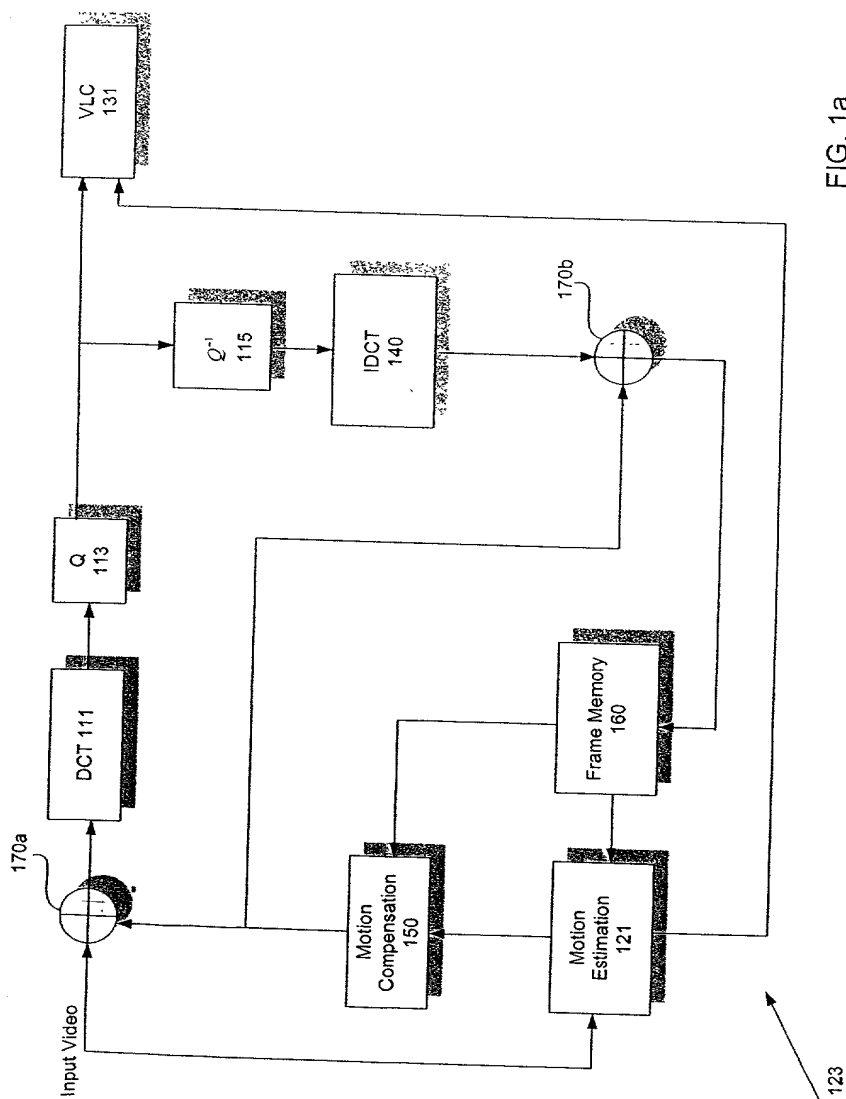 Input Video
170a
DCT 111
Q
113
VLC
131
Q⁻¹
115
IDCT
140
170b
Motion
Compensation
150
Frame Memory
160
Motion
Estimation
121
123
FIG. 1a